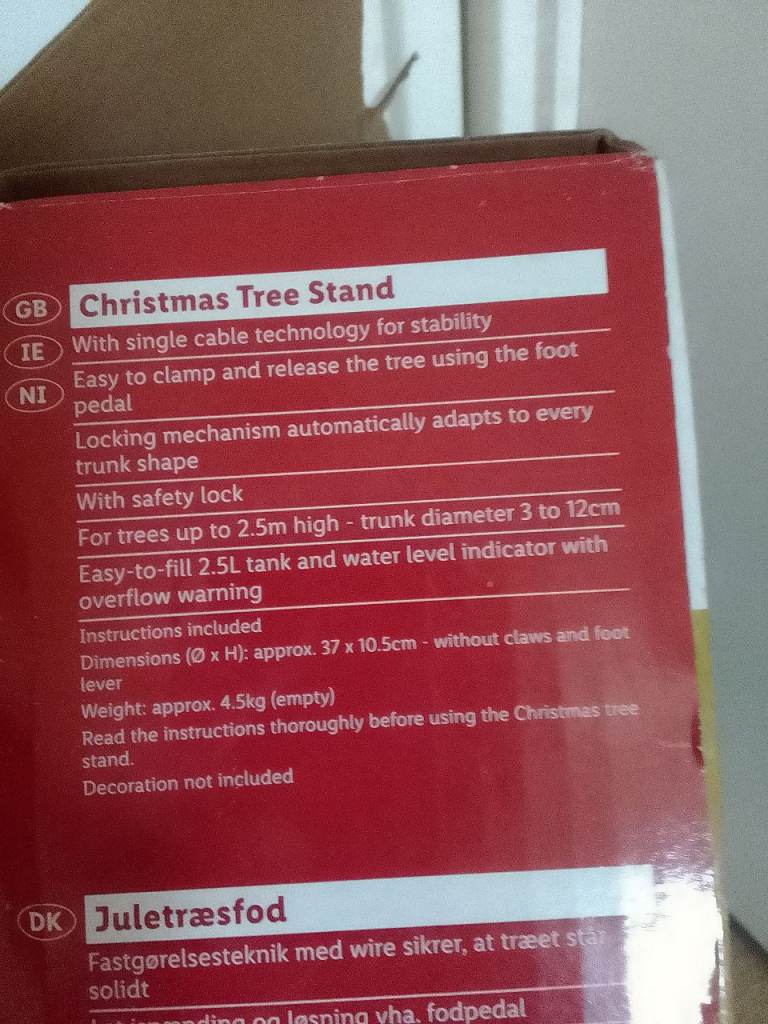 GB Christmas Tree Stand
IE With single cable technology for stability
Easy to clamp and release the tree using the foot
NI pedal
Locking mechanism automatically adapts to every
trunk shape
With safety lock
For trees up to 2.5m high - trunk diameter 3 to 12cm
Easy-to-fill 2.5L tank and water level indicator with
overflow warning
Instructions included
Dimensions (Ø x H): approx. 37 x 10.5cm - without claws and foot
lever
Weight: approx. 4.5kg (empty)
Read the instructions thoroughly before using the Christmas tree
stand.
Decoration not included
DK Juletræsfod
Fastgørelsesteknik med wire sikrer, at træet står
solidt
og løsning vha. fodpedal